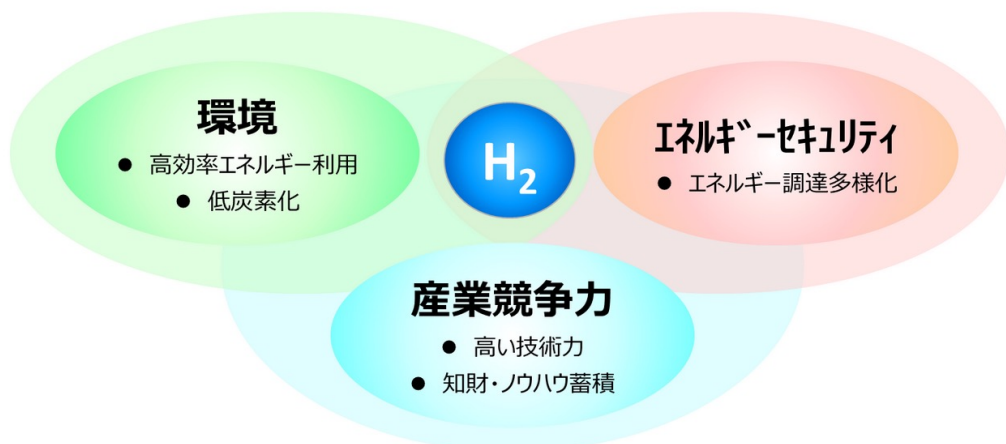 環境
● 高効率エネルギー利用
● 低炭素化
H₂
エネルギーセキュリティ
● エネルギー調達多様化
産業競争力
● 高い技術力
● 知財・ノウハウ蓄積